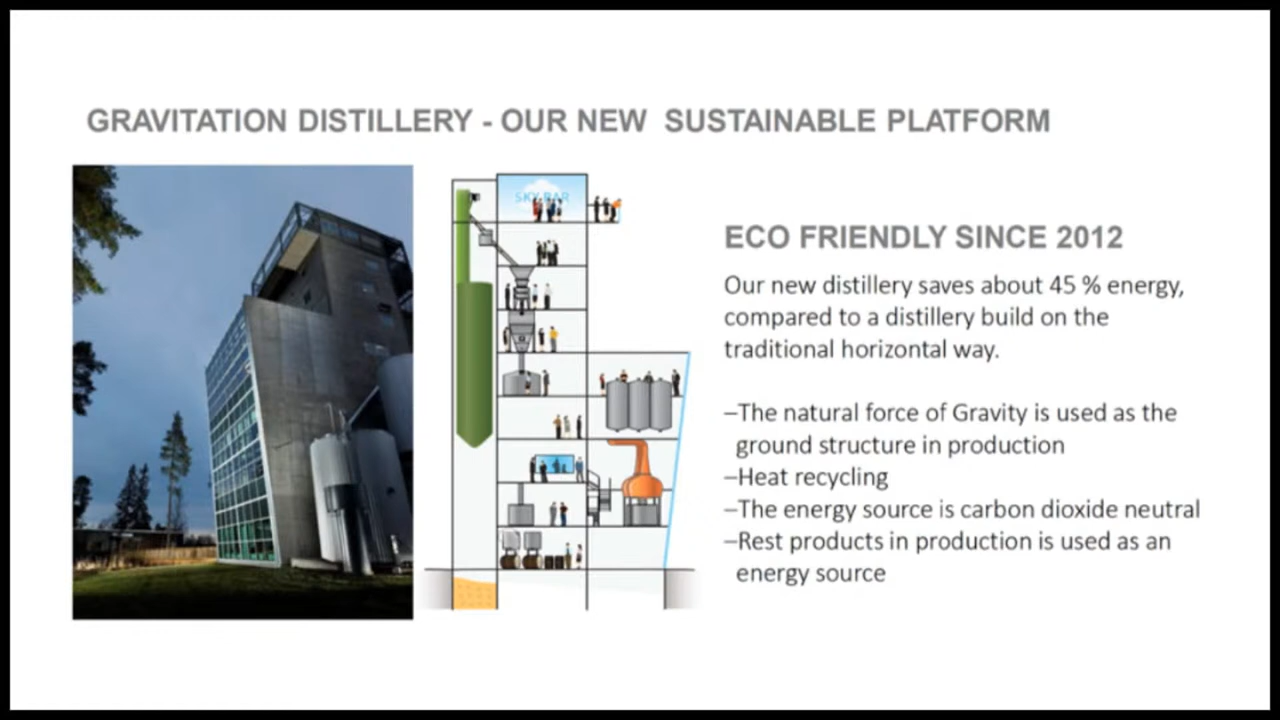 GRAVITATION DISTILLERY - OUR NEW  SUSTAINABLE PLATFORM
SKY BAR
ECO FRIENDLY SINCE 2012
Our new distillery saves about 45 % energy,
compared to a distillery build on the
traditional horizontal way.
–The natural force of Gravity is used as the
ground structure in production
–Heat recycling
–The energy source is carbon dioxide neutral
–Rest products in production is used as an
energy source